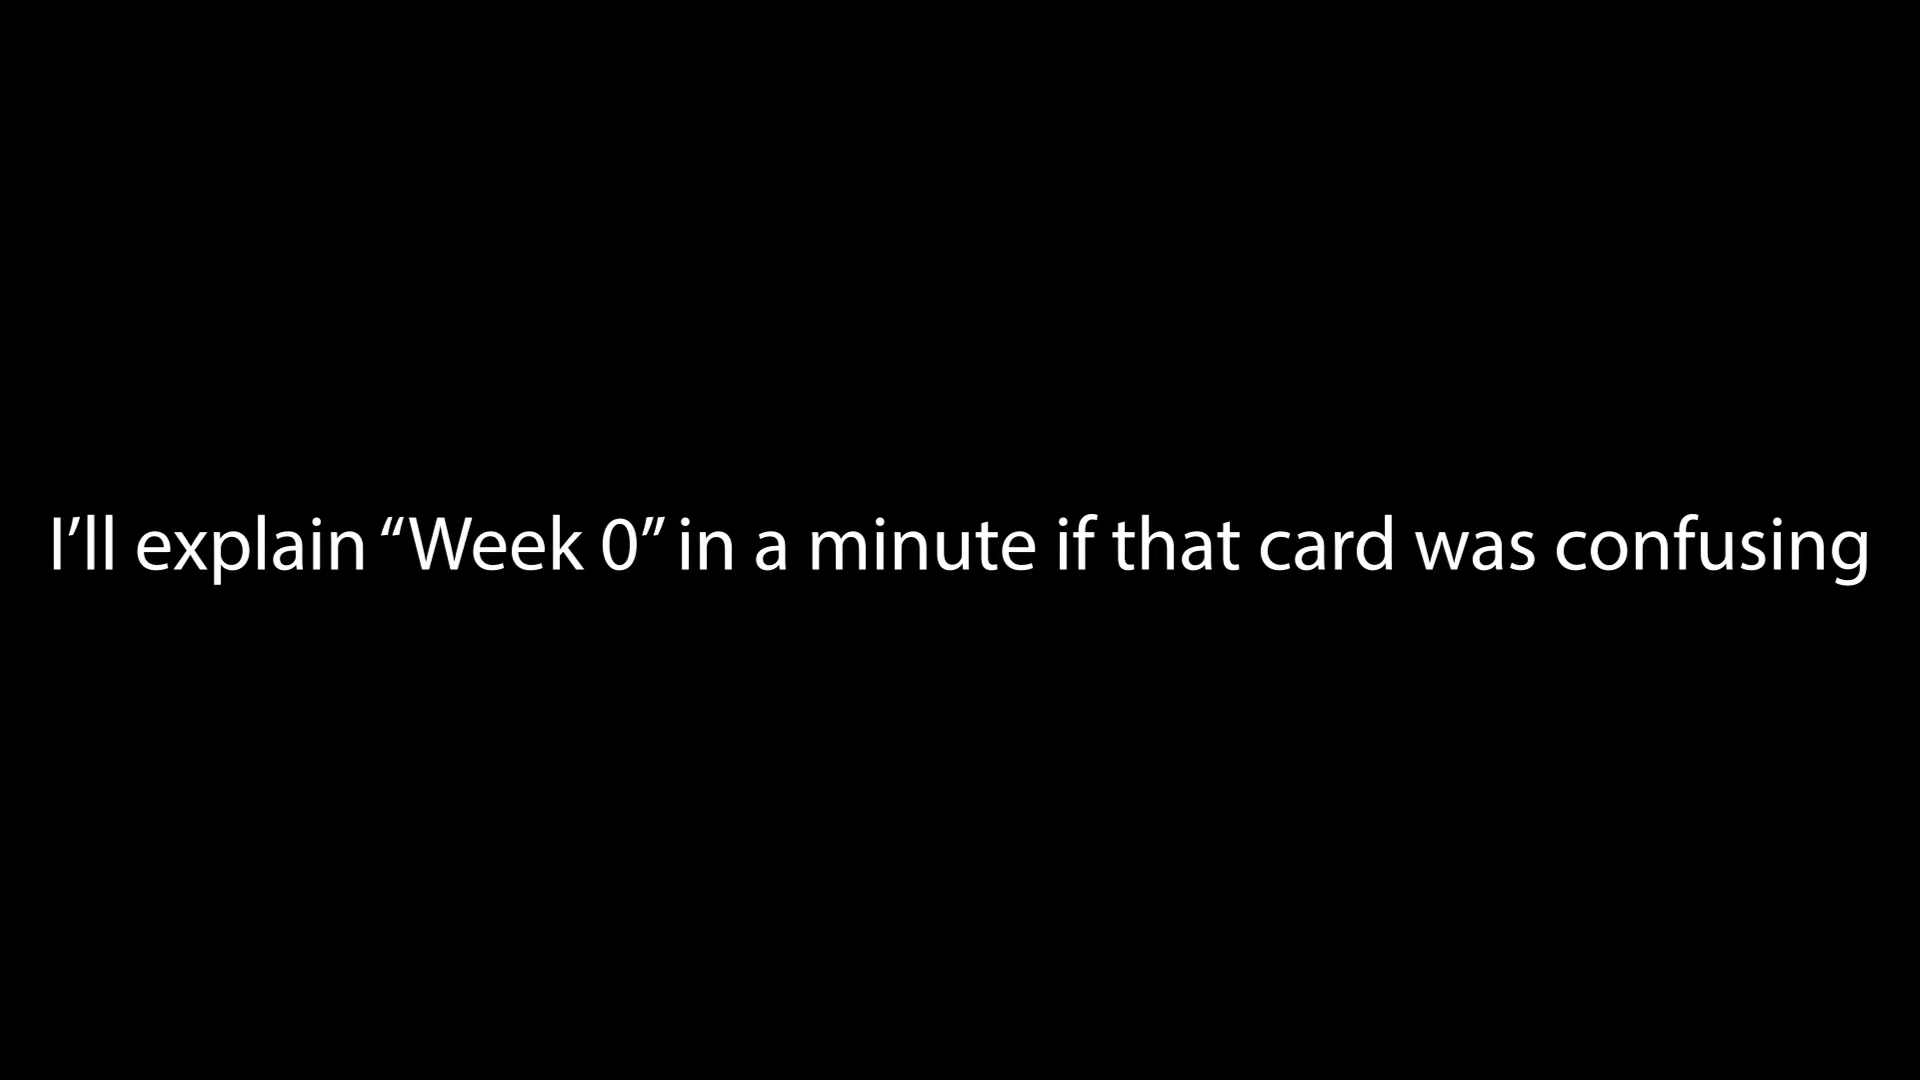 I’ll explain “Week 0” in a minute if that card was confusing